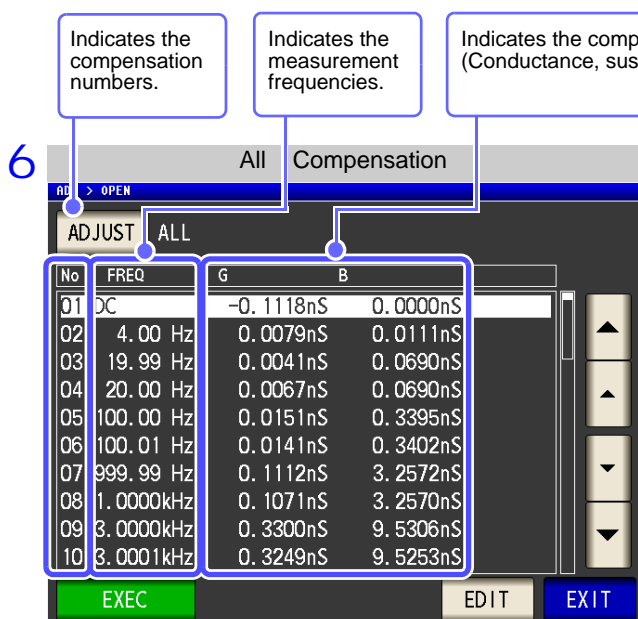 Indicates the
compensation
numbers.
Indicates the
measurement
frequencies.
Indicates the
(Conductance,
6
All Compensation
> OPEN
ADJUST ALL
No FREQ G B
01 DC -0.1118nS 0.0000nS
02 4.00 Hz 0.0079nS 0.0111nS
03 19.99 Hz 0.0041nS 0.0690nS
04 20.00 Hz 0.0067nS 0.0690nS
05 100.00 Hz 0.0151nS 0.3395nS
06 100.01 Hz 0.0141nS 0.3402nS
07 999.99 Hz 0.1112nS 3.2572nS
08 1.0000kHz 0.1071nS 3.2570nS
09 3.0000kHz 0.3300nS 9.5306nS
10 3.0001kHz 0.3249nS 9.5253nS
EXEC EDIT EXIT